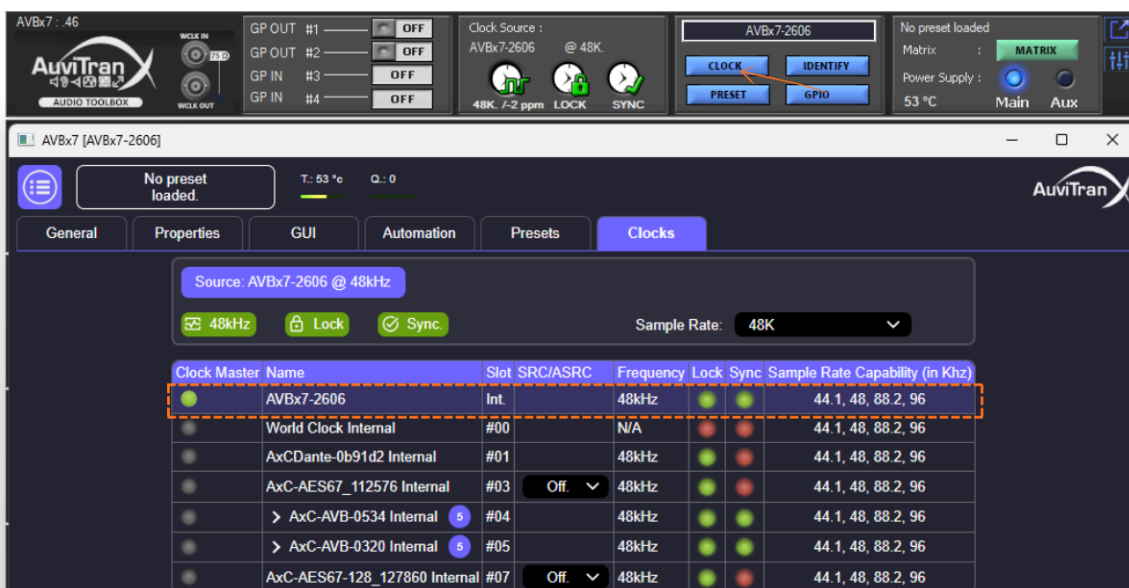 AVBx7 : .46
WCLK IN
75 Ω
WCLK OUT
AuviTran
AUDIO TOOLBOX
GP OUT #1 OFF
GP OUT #2 OFF
GP IN #3 OFF
GP IN #4 OFF
Clock Source :
AVBx7-2606 @ 48K.
48K. /-2 ppm LOCK SYNC
AVBx7-2606
CLOCK IDENTIFY
PRESET GPIO
No preset loaded
Matrix : MATRIX
Power Supply :
53 °C Main Aux
AVBx7 [AVBx7-2606]
No preset
loaded.
T.: 53 °c Q.: 0
AuviTran
General Properties GUI Automation Presets Clocks
Source: AVBx7-2606 @ 48kHz
48kHz Lock Sync. Sample Rate: 48K
Clock Master Name Slot SRC/ASRC Frequency Lock Sync Sample Rate Capability (in Khz)
AVBx7-2606 Int. 48kHz 44.1, 48, 88.2, 96
World Clock Internal #00 N/A 44.1, 48, 88.2, 96
AxCDante-0b91d2 Internal #01 48kHz 44.1, 48, 88.2, 96
AxC-AES67_112576 Internal #03 Off. 48kHz 44.1, 48, 88.2, 96
> AxC-AVB-0534 Internal 5 #04 48kHz 44.1, 48, 88.2, 96
> AxC-AVB-0320 Internal 5 #05 48kHz 44.1, 48, 88.2, 96
AxC-AES67-128_127860 Internal #07 Off. 48kHz 44.1, 48, 88.2, 96